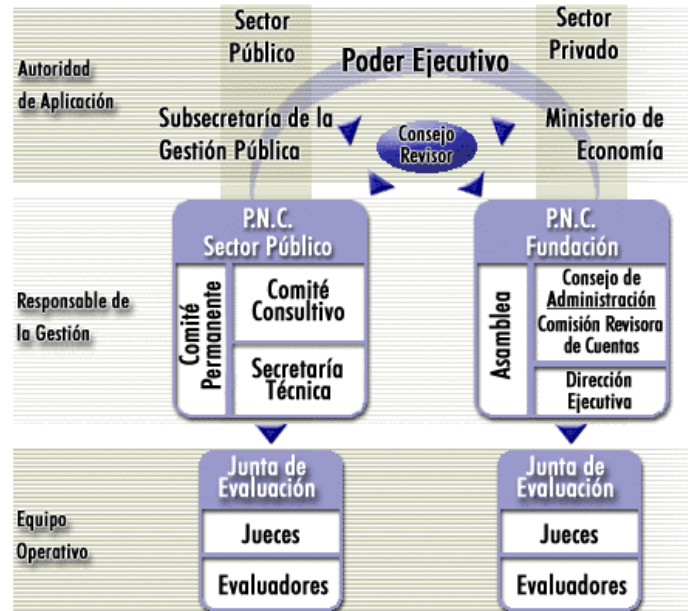 Sector
Público
Sector
Privado
Poder Ejecutivo
Autoridad
de Aplicación
Subsecretaría de la
Gestión Pública
Consejo
Revisor
Ministerio de
Economía
P.N.C.
Sector Público
P.N.C.
Fundación
Responsable de
la Gestión
Comité
Permanente
Comité
Consultivo
Secretaría
Técnica
Asamblea
Consejo de
Administración
Comisión Revisora
de Cuentas
Dirección
Ejecutiva
Equipo
Operativo
Junta de
Evaluación
Jueces
Evaluadores
Junta de
Evaluación
Jueces
Evaluadores